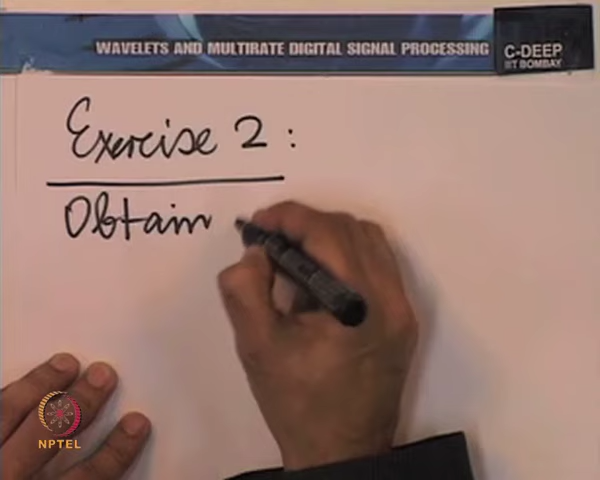 WAVELETS AND MULTIRATE DIGITAL SIGNAL PROCESSING
C-DEEP
IIT BOMBAY
Exercise 2:
Obtain
NPTEL